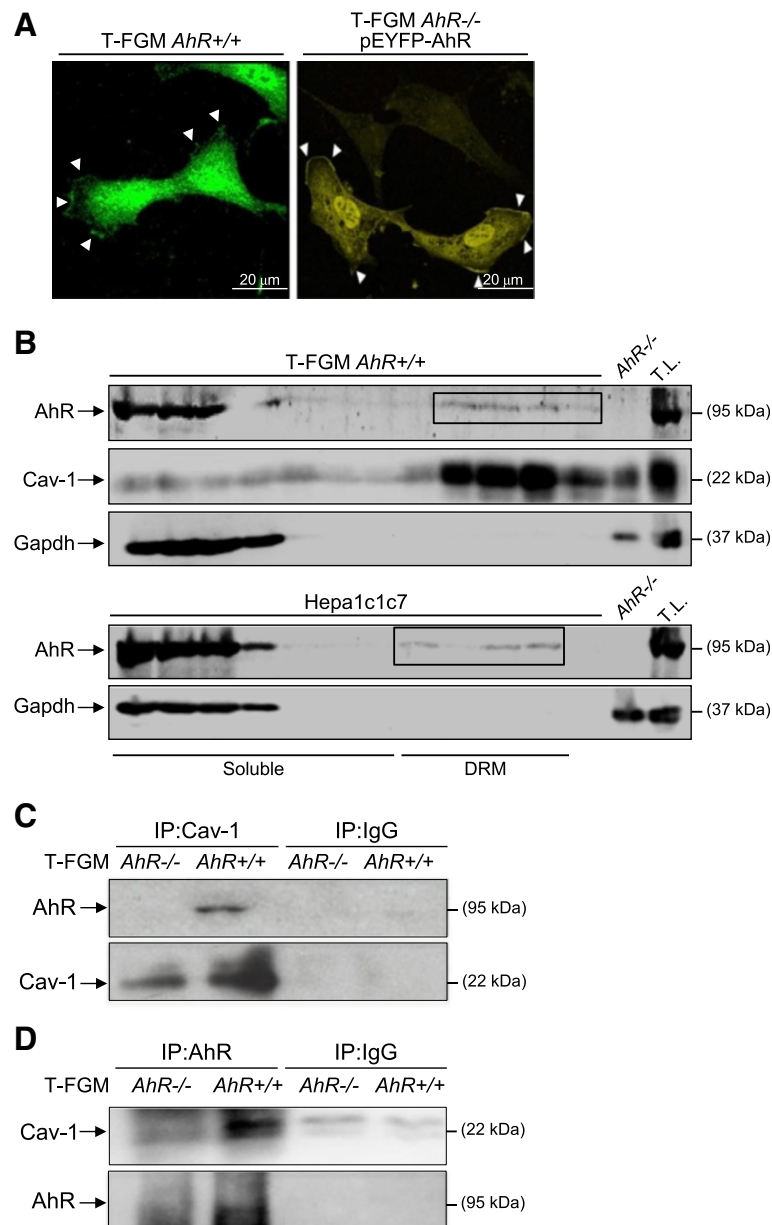 A
T-FGM AhR+/+
T-FGM AhR-/-
pEYFP-AhR
20 µm
20 µm
B
T-FGM AhR+/+
AhR-/-
T.L.
AhR
(95 kDa)
Cav-1
(22 kDa)
Gapdh
(37 kDa)
Hepa1c1c7
AhR-/-
T.L.
AhR
(95 kDa)
Gapdh
(37 kDa)
Soluble
DRM
C
IP:Cav-1
IP:IgG
T-FGM AhR-/- AhR+/+ AhR-/- AhR+/+
AhR
(95 kDa)
Cav-1
(22 kDa)
D
IP:AhR
IP:IgG
T-FGM AhR-/- AhR+/+ AhR-/- AhR+/+
Cav-1
(22 kDa)
AhR
(95 kDa)